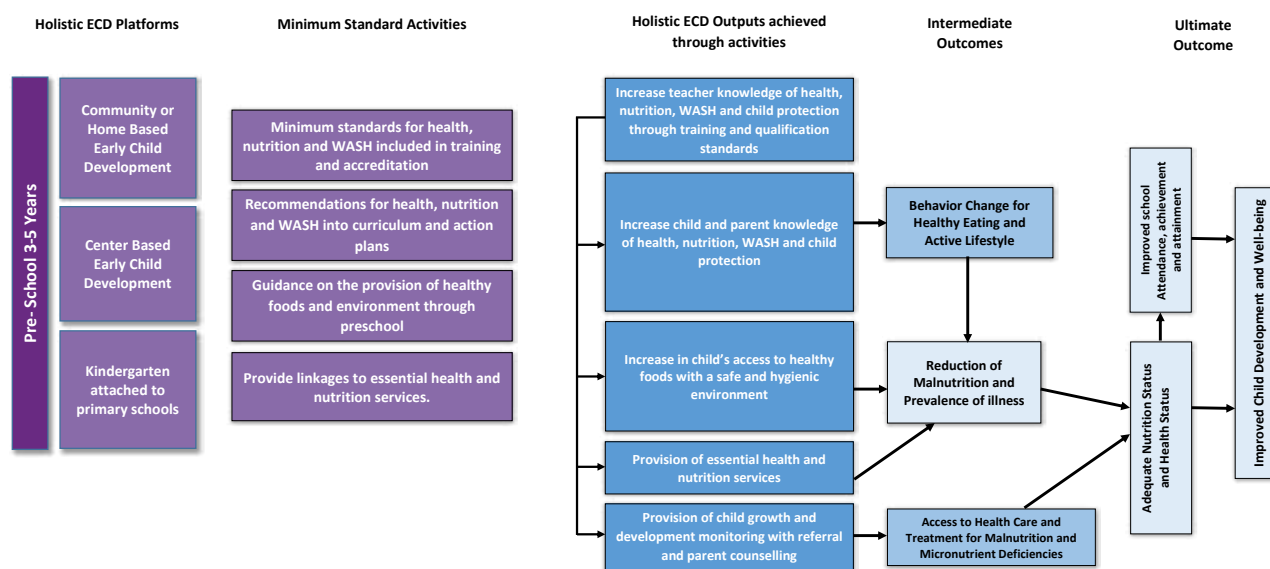 Holistic ECD Platforms
Minimum Standard Activities
Holistic ECD Outputs achieved
through activities
Intermediate
Outcomes
Ultimate
Outcome
Pre- School 3-5 Years
Community or
Home Based
Early Child
Development
Center Based
Early Child
Development
Kindergarten
attached to
primary schools
Minimum standards for health,
nutrition and WASH included in training
and accreditation
Recommendations for health, nutrition
and WASH into curriculum and action
plans
Guidance on the provision of healthy
foods and environment through
preschool
Provide linkages to essential health and
nutrition services.
Increase teacher knowledge of health,
nutrition, WASH and child protection
through training and qualification
standards
Increase child and parent knowledge
of health, nutrition, WASH and child
protection
Increase in child’s access to healthy
foods with a safe and hygienic
environment
Provision of essential health and
nutrition services
Provision of child growth and
development monitoring with referral
and parent counselling
Behavior Change for
Healthy Eating and
Active Lifestyle
Reduction of
Malnutrition and
Prevalence of illness
Access to Health Care and
Treatment for Malnutrition and
Micronutrient Deficiencies
Improved school
Attendance, achievement
and attainment
Adequate Nutrition Status
and Health Status
Improved Child Development and Well-being